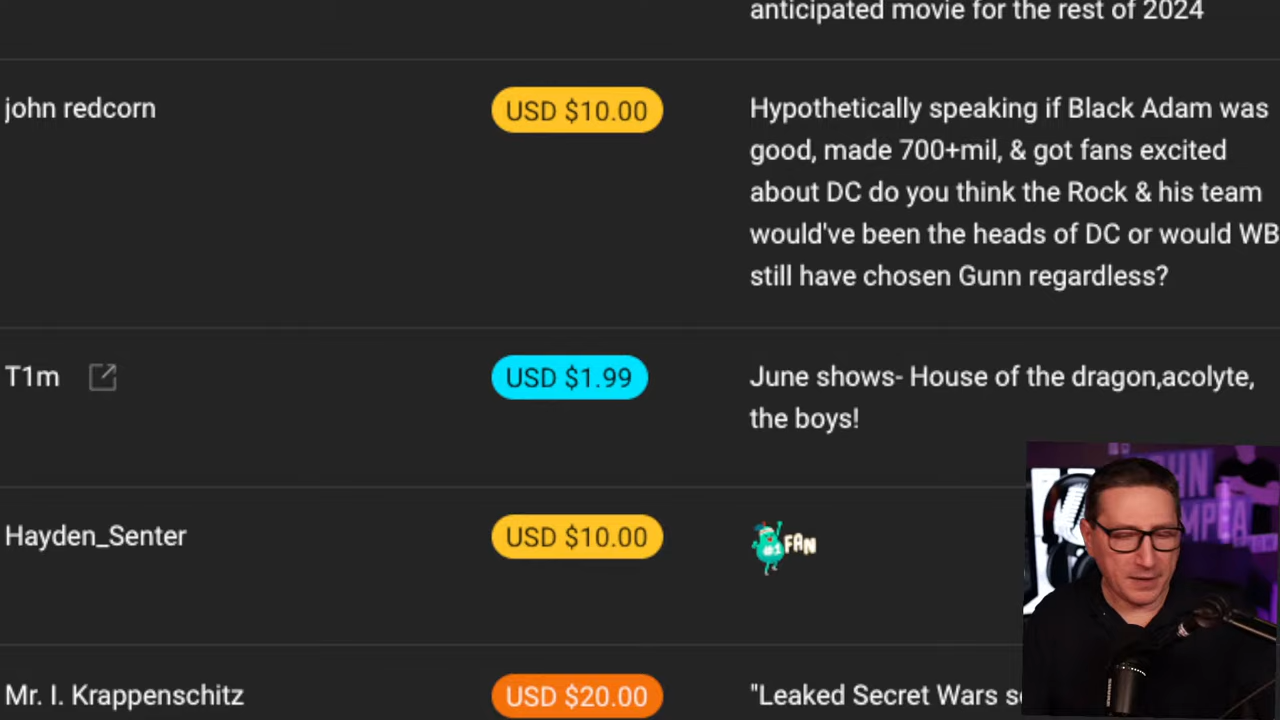 anticipated movie for the rest of 2024
john redcorn
USD $10.00
Hypothetically speaking if Black Adam was
good, made 700+mil, & got fans excited
about DC do you think the Rock & his team
would've been the heads of DC or would WB
still have chosen Gunn regardless?
T1m
USD $1.99
June shows- House of the dragon,acolyte,
the boys!
Hayden_Senter
USD $10.00
#1 FAN
Mr. I. Krappenschitz
USD $20.00
"Leaked Secret Wars